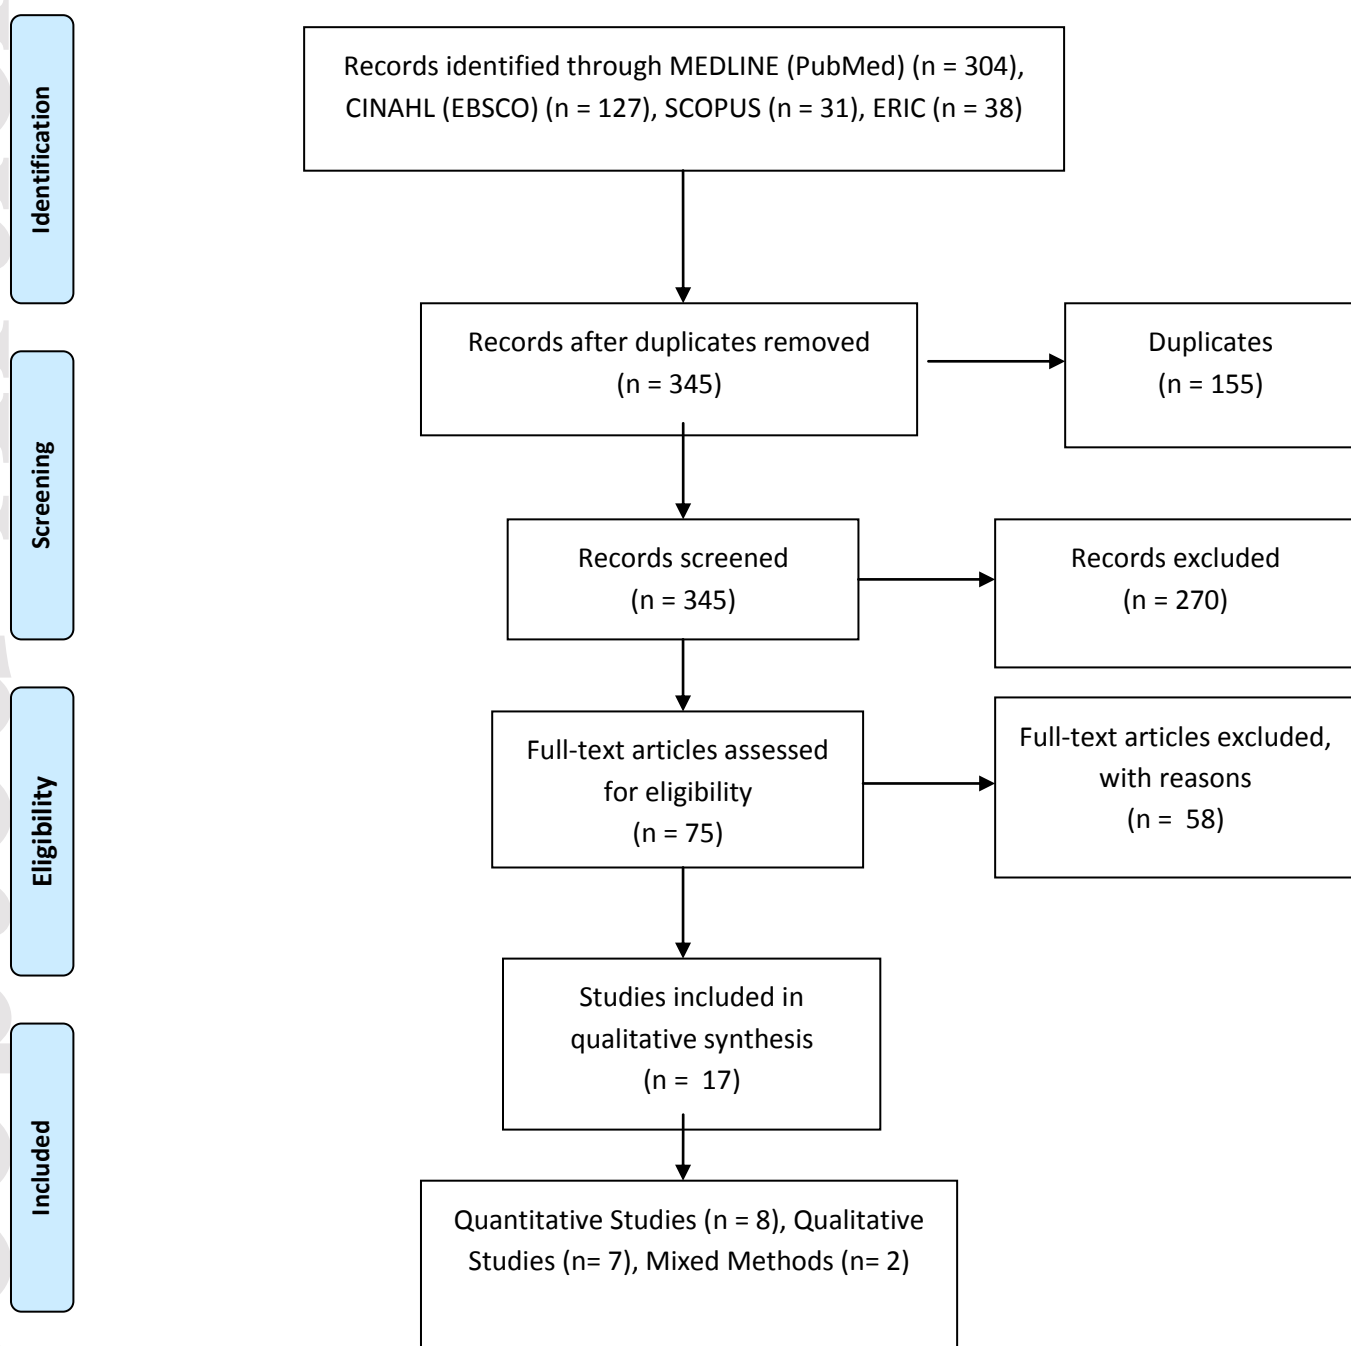 Identification
Records identified through MEDLINE (PubMed) (n = 304),
CINAHL (EBSCO) (n = 127), SCOPUS (n = 31), ERIC (n = 38)
Records after duplicates removed
(n = 345)
Duplicates
(n = 155)
Screening
Records screened
(n = 345)
Records excluded
(n = 270)
Eligibility
Full-text articles assessed
for eligibility
(n = 75)
Full-text articles excluded,
with reasons
(n =  58)
Included
Studies included in
qualitative synthesis
(n =  17)
Quantitative Studies (n = 8), Qualitative
Studies (n= 7), Mixed Methods (n= 2)